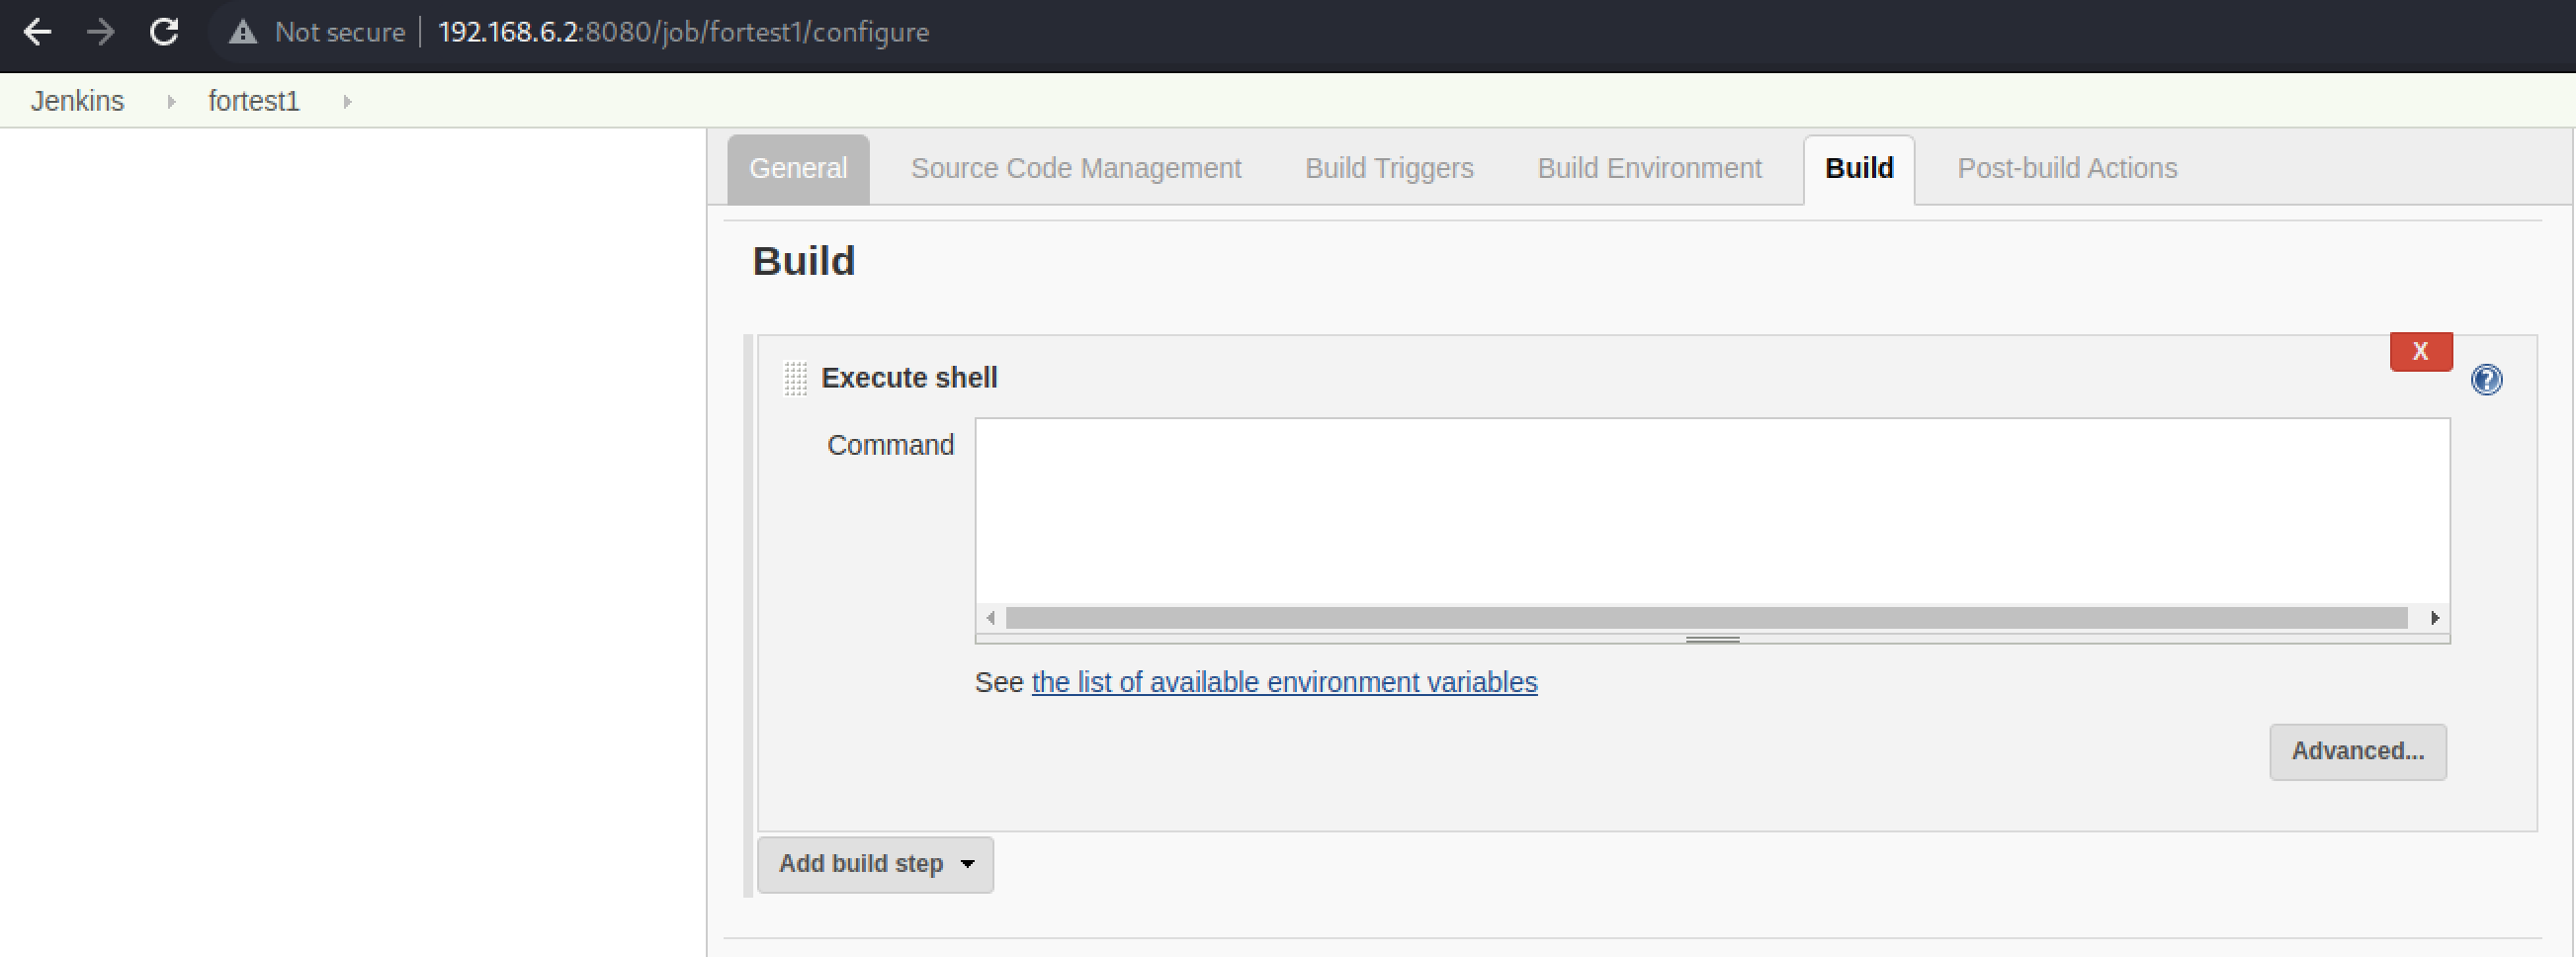 Not secure 192.168.6.2:8080/job/fortest1/configure
Jenkins fortest1
General Source Code Management Build Triggers Build Environment Build Post-build Actions
Build
X
Execute shell ?
Command
See the list of available environment variables
Advanced...
Add build step